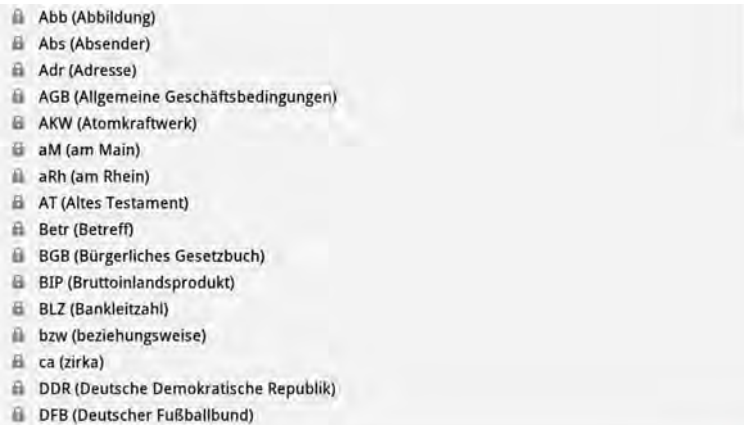 Abb (Abbildung)
Abs (Absender)
Adr (Adresse)
AGB (Allgemeine Geschäftsbedingungen)
AKW (Atomkraftwerk)
aM (am Main)
aRh (am Rhein)
AT (Altes Testament)
Betr (Betreff)
BGB (Bürgerliches Gesetzbuch)
BIP (Bruttoinlandsprodukt)
BLZ (Bankleitzahl)
bzw (beziehungsweise)
ca (zirka)
DDR (Deutsche Demokratische Republik)
DFB (Deutscher Fußballbund)